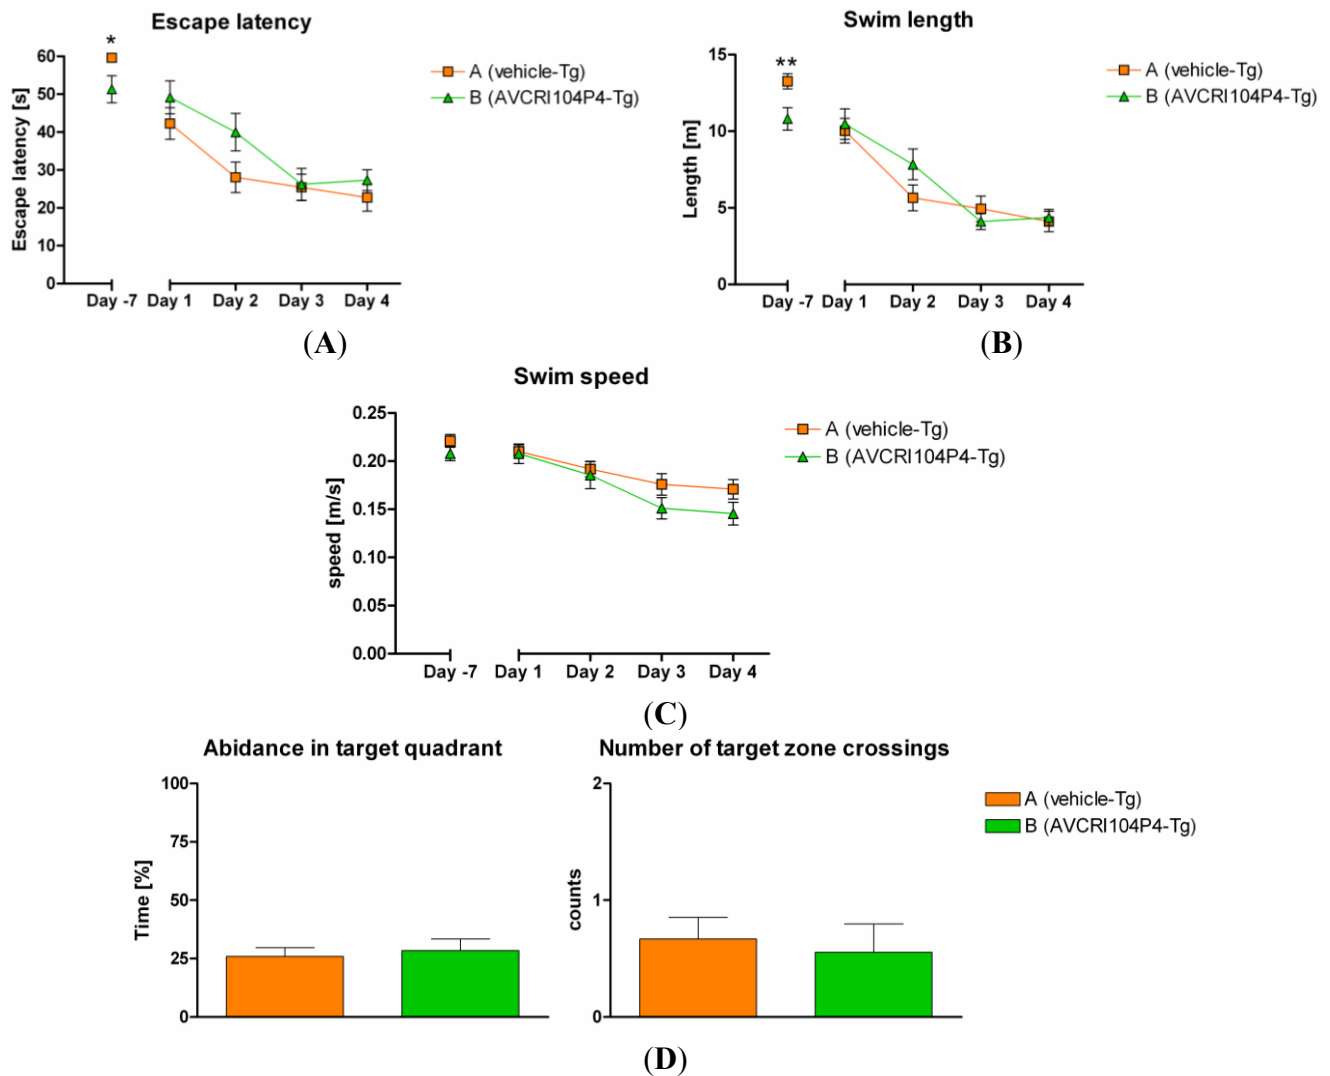 Escape latency
*
60
50
40
30
20
10
0
Escape latency [s]
Day -7 Day 1 Day 2 Day 3 Day 4
A (vehicle-Tg)
B (AVCRI104P4-Tg)
(A)
Swim length
**
15
10
5
0
Length [m]
Day -7 Day 1 Day 2 Day 3 Day 4
A (vehicle-Tg)
B (AVCRI104P4-Tg)
(B)
Swim speed
0.25
0.20
0.15
0.10
0.05
0.00
speed [m/s]
Day -7 Day 1 Day 2 Day 3 Day 4
A (vehicle-Tg)
B (AVCRI104P4-Tg)
(C)
Abidance in target quadrant
100
75
50
25
0
Time [%]
Number of target zone crossings
2
1
0
counts
A (vehicle-Tg)
B (AVCRI104P4-Tg)
(D)